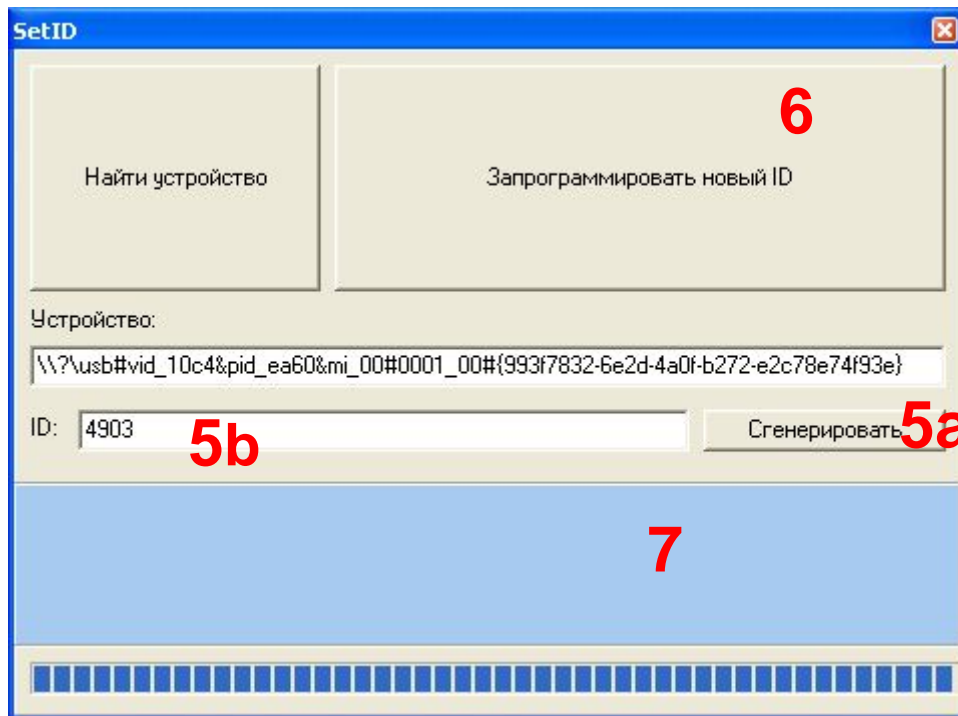 SetID
6
Найти устройство
Запрограммировать новый ID
Устройство:
\\?\usb#vid_10c4&pid_ea60&mi_00#0001_00#{993f7832-6e2d-4a0f-b272-e2c78e74f93e}
ID: 4903 5b Сгенерировать 5a
7